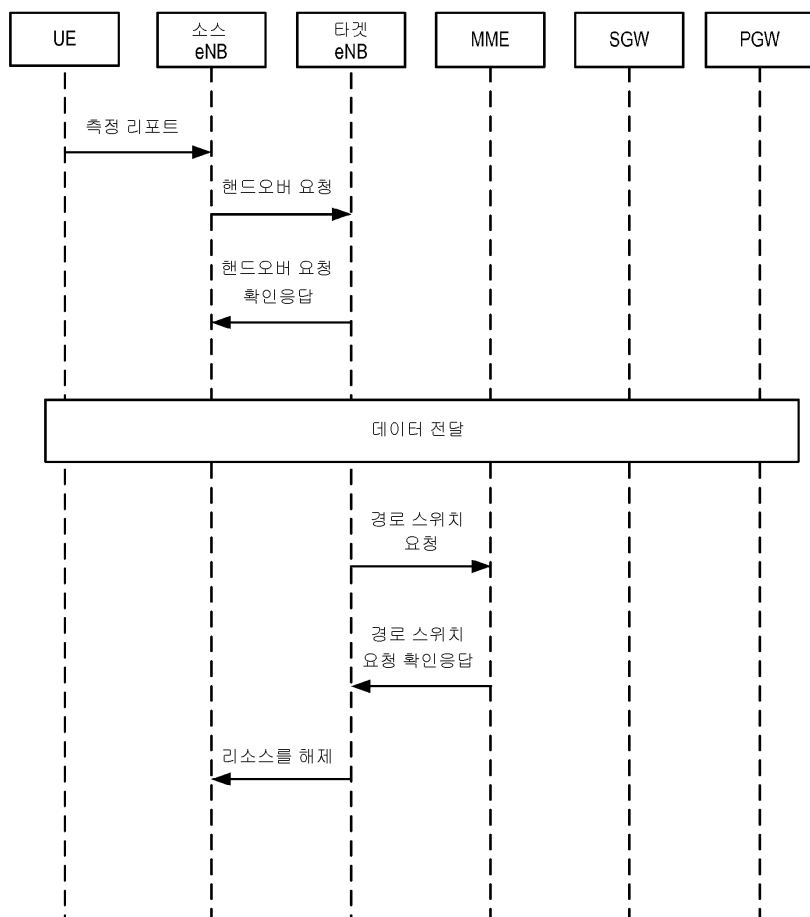 UE
소스
eNB
타겟
eNB
MME
SGW
PGW
측정 리포트
핸드오버 요청
핸드오버 요청
확인응답
데이터 전달
경로 스위치
요청
경로 스위치
요청 확인응답
리소스를 해제